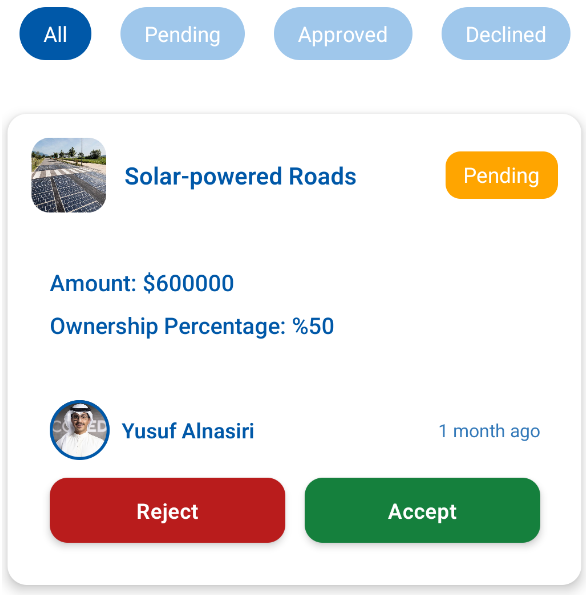 All
Pending
Approved
Declined
Solar-powered Roads
Pending
Amount: $600000
Ownership Percentage: %50
Yusuf Alnasiri
1 month ago
Reject
Accept